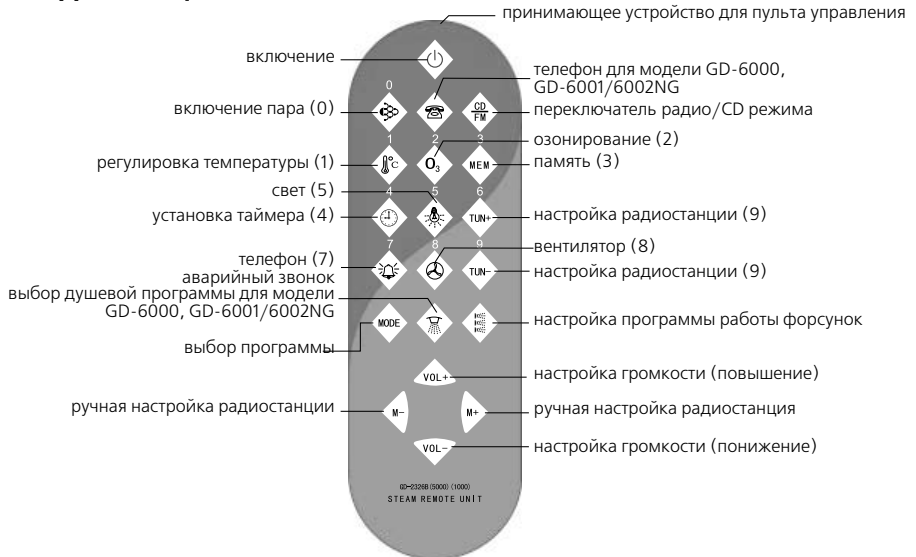 принимающее устройство для пульта управления
включение
телефон для модели GD-6000,
GD-6001/6002NG
0
включение пара (0)
CD
FM
переключатель радио/CD режима
1
2
3
озонирование (2)
регулировка температуры (1)
°C
O₃
MEM
память (3)
свет (5)
4
5
6
установка таймера (4)
TUN+
настройка радиостанции (9)
7
8
9
вентилятор (8)
телефон (7)
аварийный звонок
TUN-
настройка радиостанции (9)
выбор душевой программы для модели
GD-6000, GD-6001/6002NG
MODE
настройка программы работы форсунок
выбор программы
VOL+
настройка громкости (повышение)
ручная настройка радиостанции
M-
M+
ручная настройка радиостанция
VOL-
настройка громкости (понижение)
GD-2326B(5000)(1000)
STEAM REMOTE UNIT